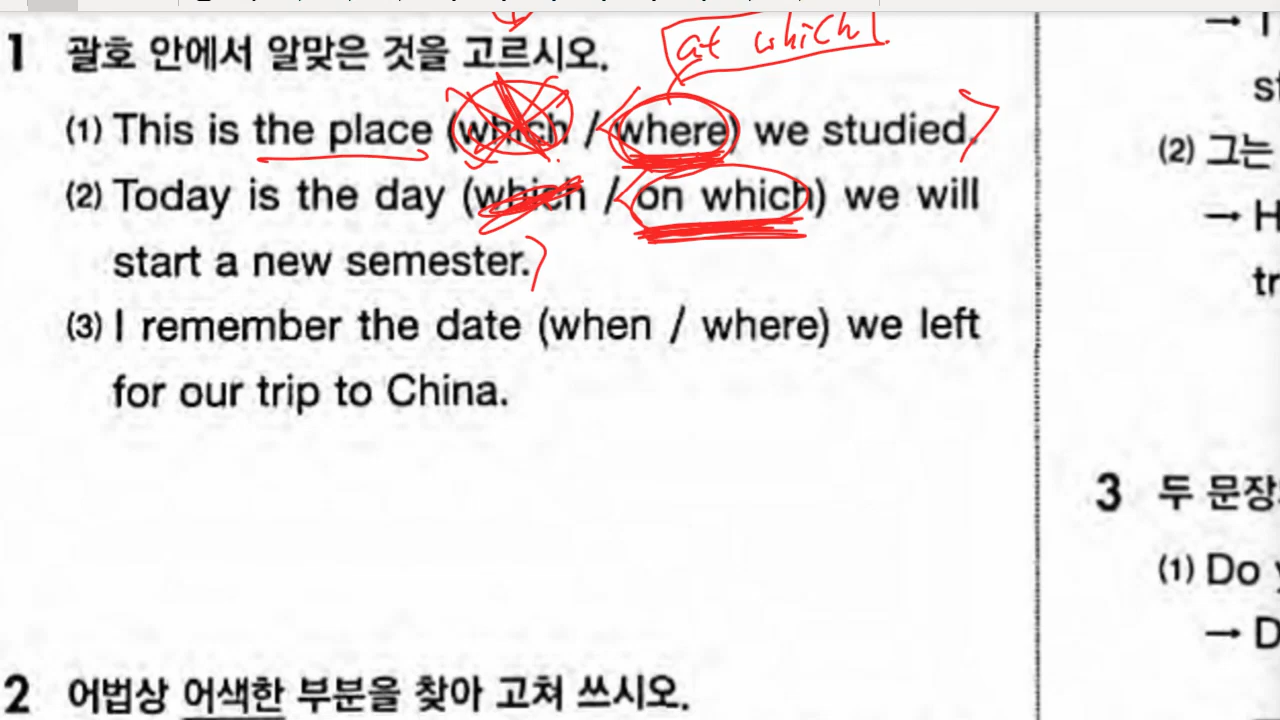 at which
1 괄호 안에서 알맞은 것을 고르시오.
(1) This is the place (which / where) we studied.
(2) Today is the day (which / on which) we will
start a new semester.
(3) I remember the date (when / where) we left
for our trip to China.
2 어법상 어색한 부분을 찾아 고쳐 쓰시오.
(2) 그는
→ H
tr
3 두 문장
(1) Do
→ D